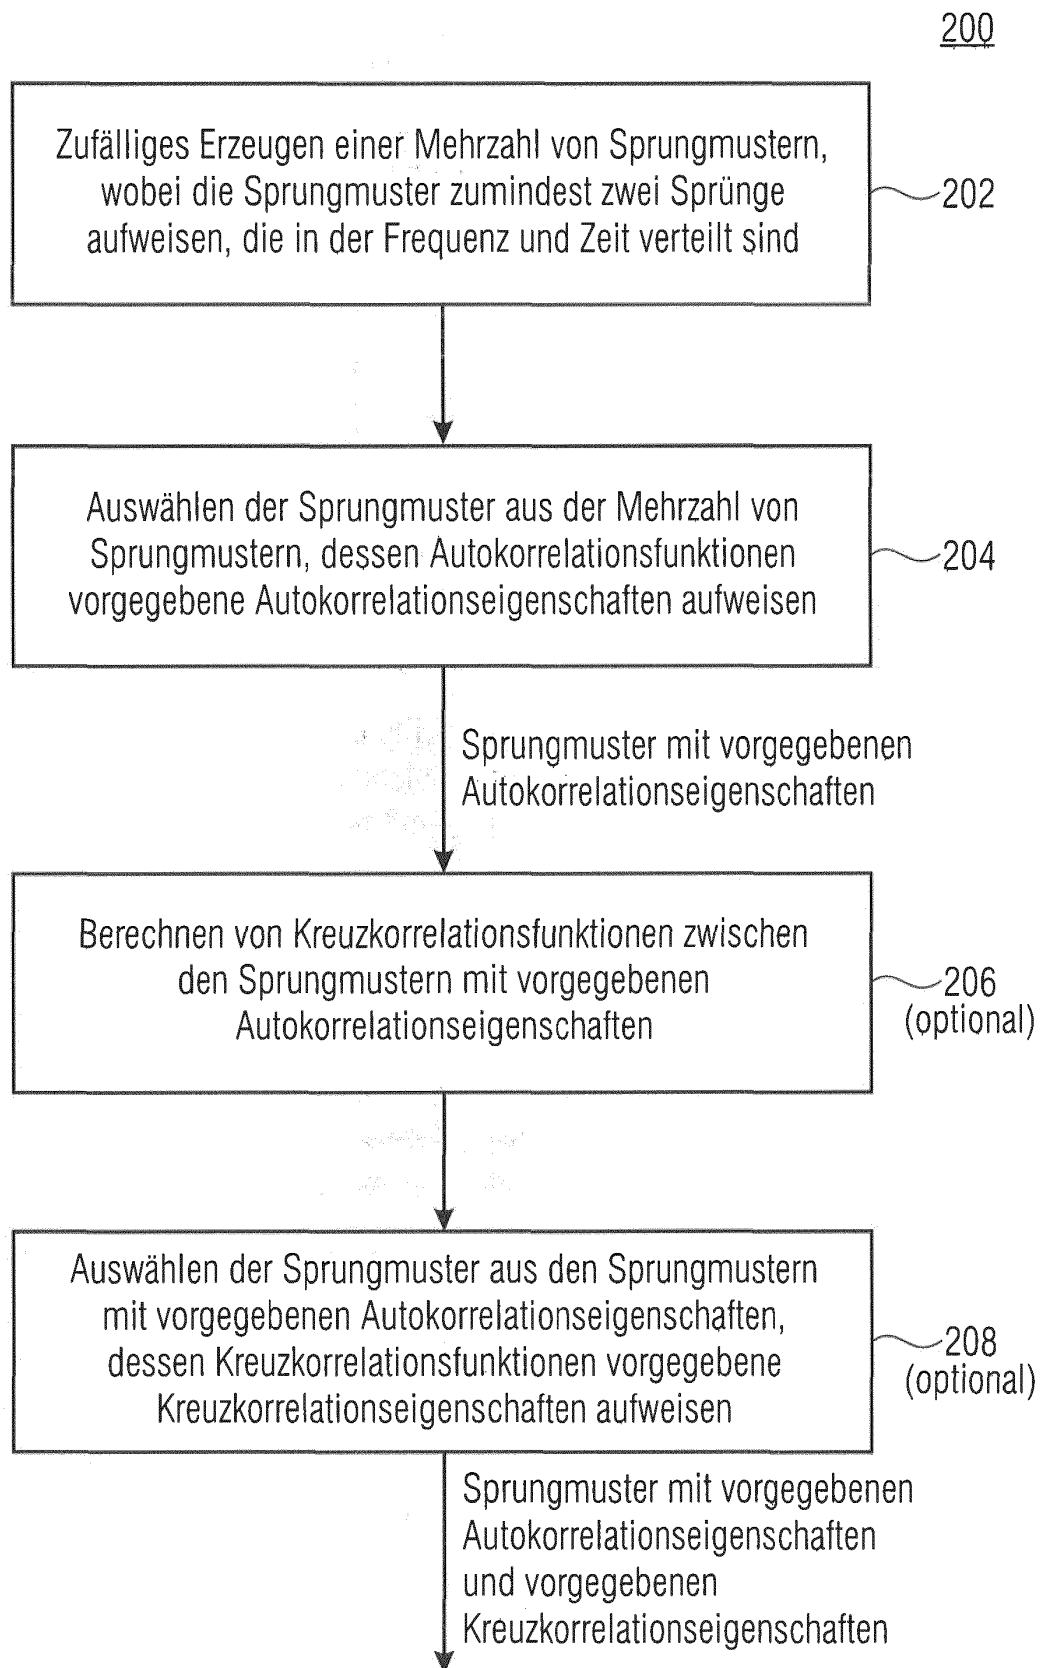 200
Zufälliges Erzeugen einer Mehrzahl von Sprungmustern,
wobei die Sprungmuster zumindest zwei Sprünge
aufweisen, die in der Frequenz und Zeit verteilt sind
202
Auswählen der Sprungmuster aus der Mehrzahl von
Sprungmustern, dessen Autokorrelationsfunktionen
vorgegebene Autokorrelationseigenschaften aufweisen
204
Sprungmuster mit vorgegebenen
Autokorrelationseigenschaften
Berechnen von Kreuzkorrelationsfunktionen zwischen
den Sprungmustern mit vorgegebenen
Autokorrelationseigenschaften
206
(optional)
Auswählen der Sprungmuster aus den Sprungmustern
mit vorgegebenen Autokorrelationseigenschaften,
dessen Kreuzkorrelationsfunktionen vorgegebene
Kreuzkorrelationseigenschaften aufweisen
208
(optional)
Sprungmuster mit vorgegebenen
Autokorrelationseigenschaften
und vorgegebenen
Kreuzkorrelationseigenschaften